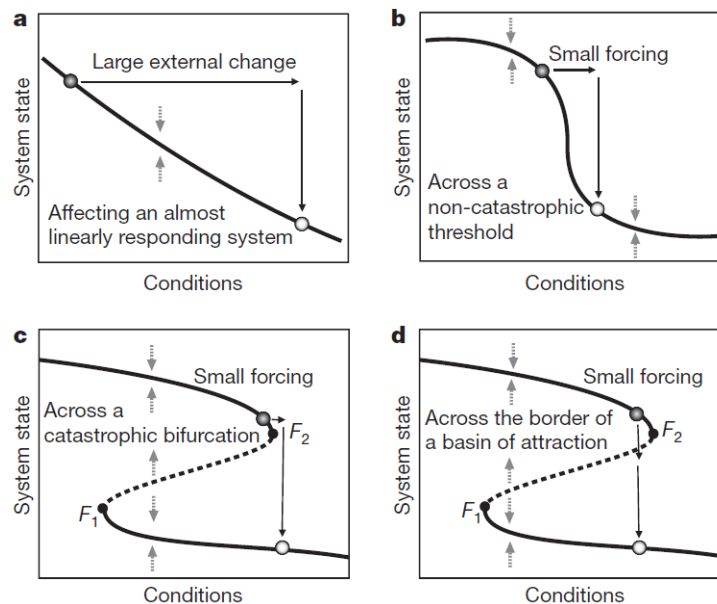 a
Large external change
System state
Affecting an almost
linearly responding system
Conditions
b
Small forcing
System state
Across a
non-catastrophic
threshold
Conditions
c
Small forcing
System state
Across a
catastrophic bifurcation
F2
F1
Conditions
d
Small forcing
System state
Across the border of
a basin of attraction
F2
F1
Conditions